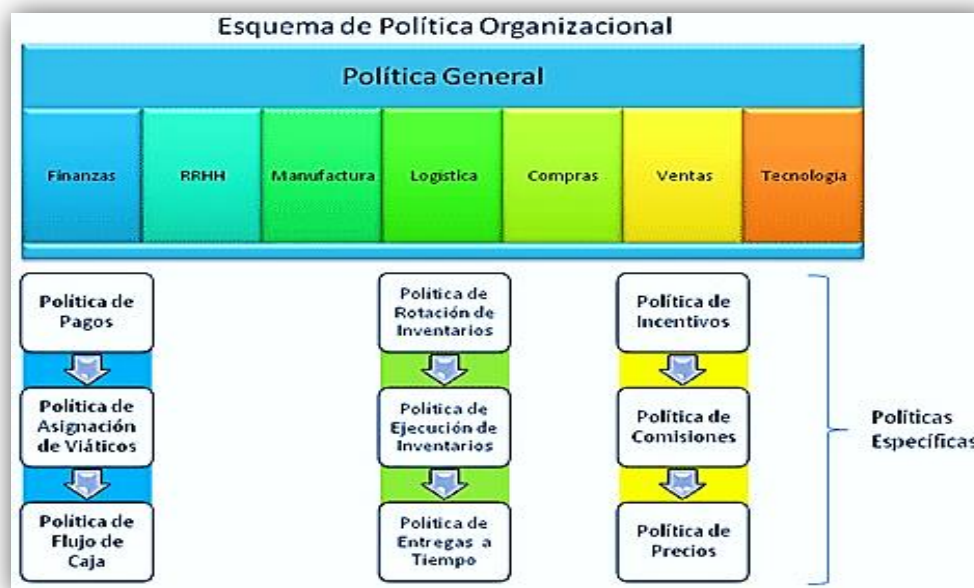 Esquema de Política Organizacional
Política General
Finanzas
RRHH
Manufactura
Logística
Compras
Ventas
Tecnología
Política de
Pagos
Política de
Asignación
de Viáticos
Política de
Flujo de
Caja
Política de
Rotación de
Inventarios
Política de
Ejecución de
Inventarios
Política de
Entregas a
Tiempo
Política de
Incentivos
Política de
Comisiones
Política de
Precios
Políticas
Específicas